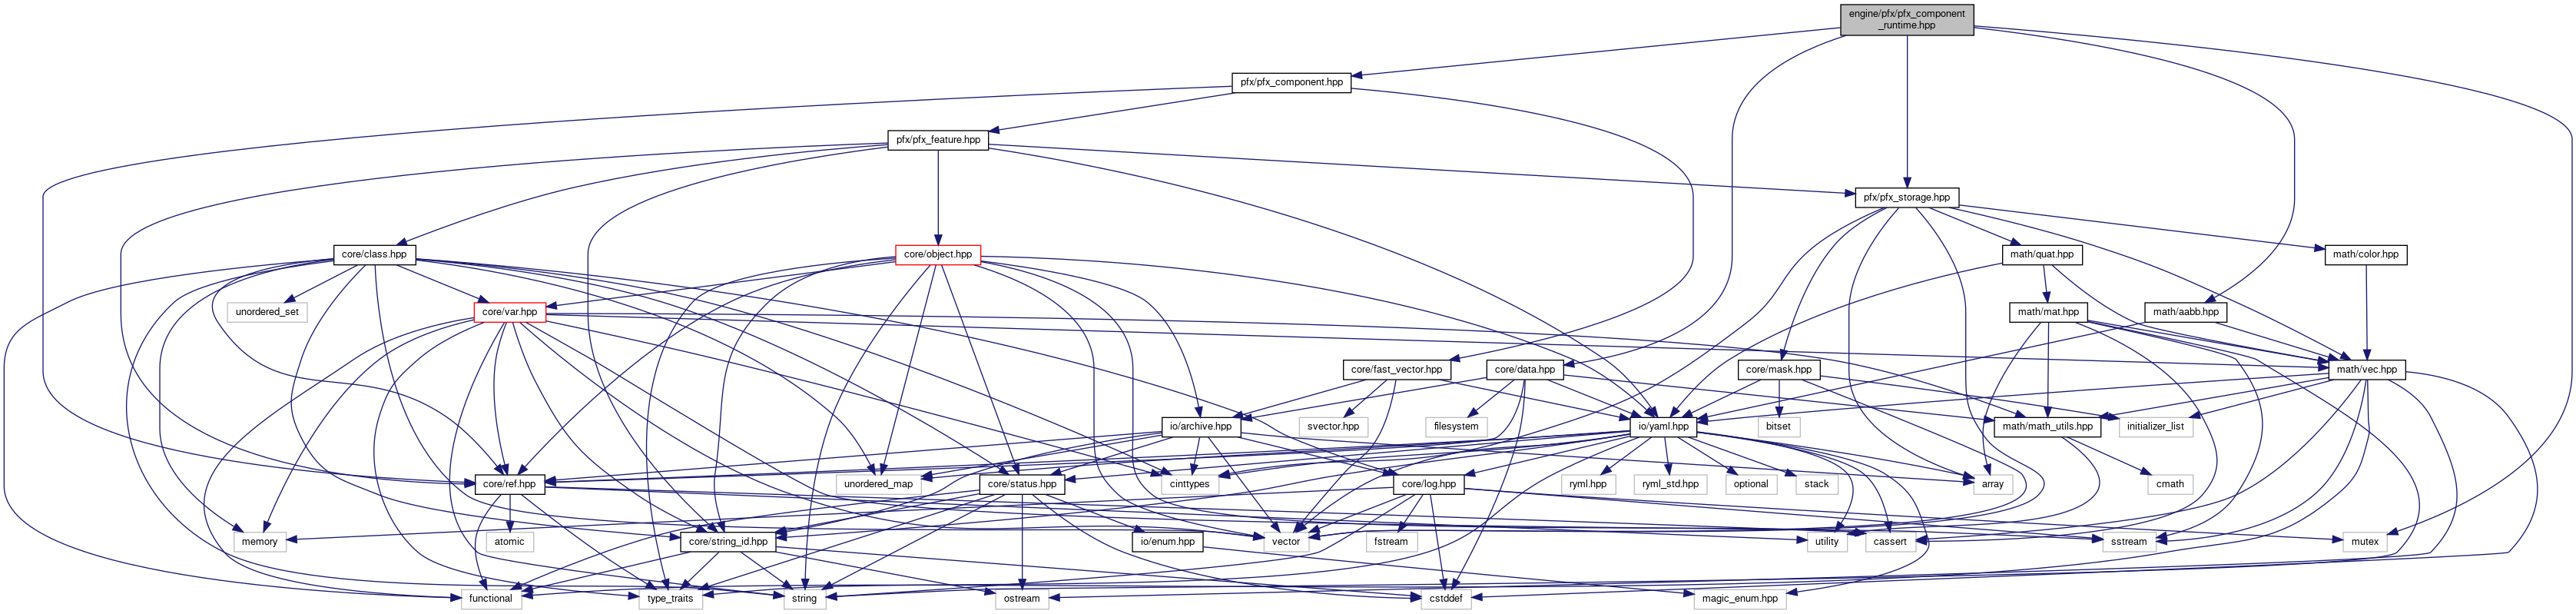 engine/pfx/pfx_component
_runtime.hpp
pfx/pfx_component.hpp
pfx/pfx_feature.hpp
pfx/pfx_storage.hpp
core/class.hpp
core/object.hpp
math/quat.hpp
math/color.hpp
unordered_set
core/var.hpp
math/mat.hpp
math/aabb.hpp
core/fast_vector.hpp
core/data.hpp
core/mask.hpp
math/vec.hpp
io/archive.hpp
svector.hpp
filesystem
io/yaml.hpp
bitset
math/math_utils.hpp
initializer_list
core/ref.hpp
unordered_map
core/status.hpp
cinttypes
core/log.hpp
ryml.hpp
ryml_std.hpp
optional
stack
array
cmath
memory
atomic
core/string_id.hpp
io/enum.hpp
vector
fstream
utility
cassert
sstream
mutex
functional
type_traits
string
ostream
cstddef
magic_enum.hpp